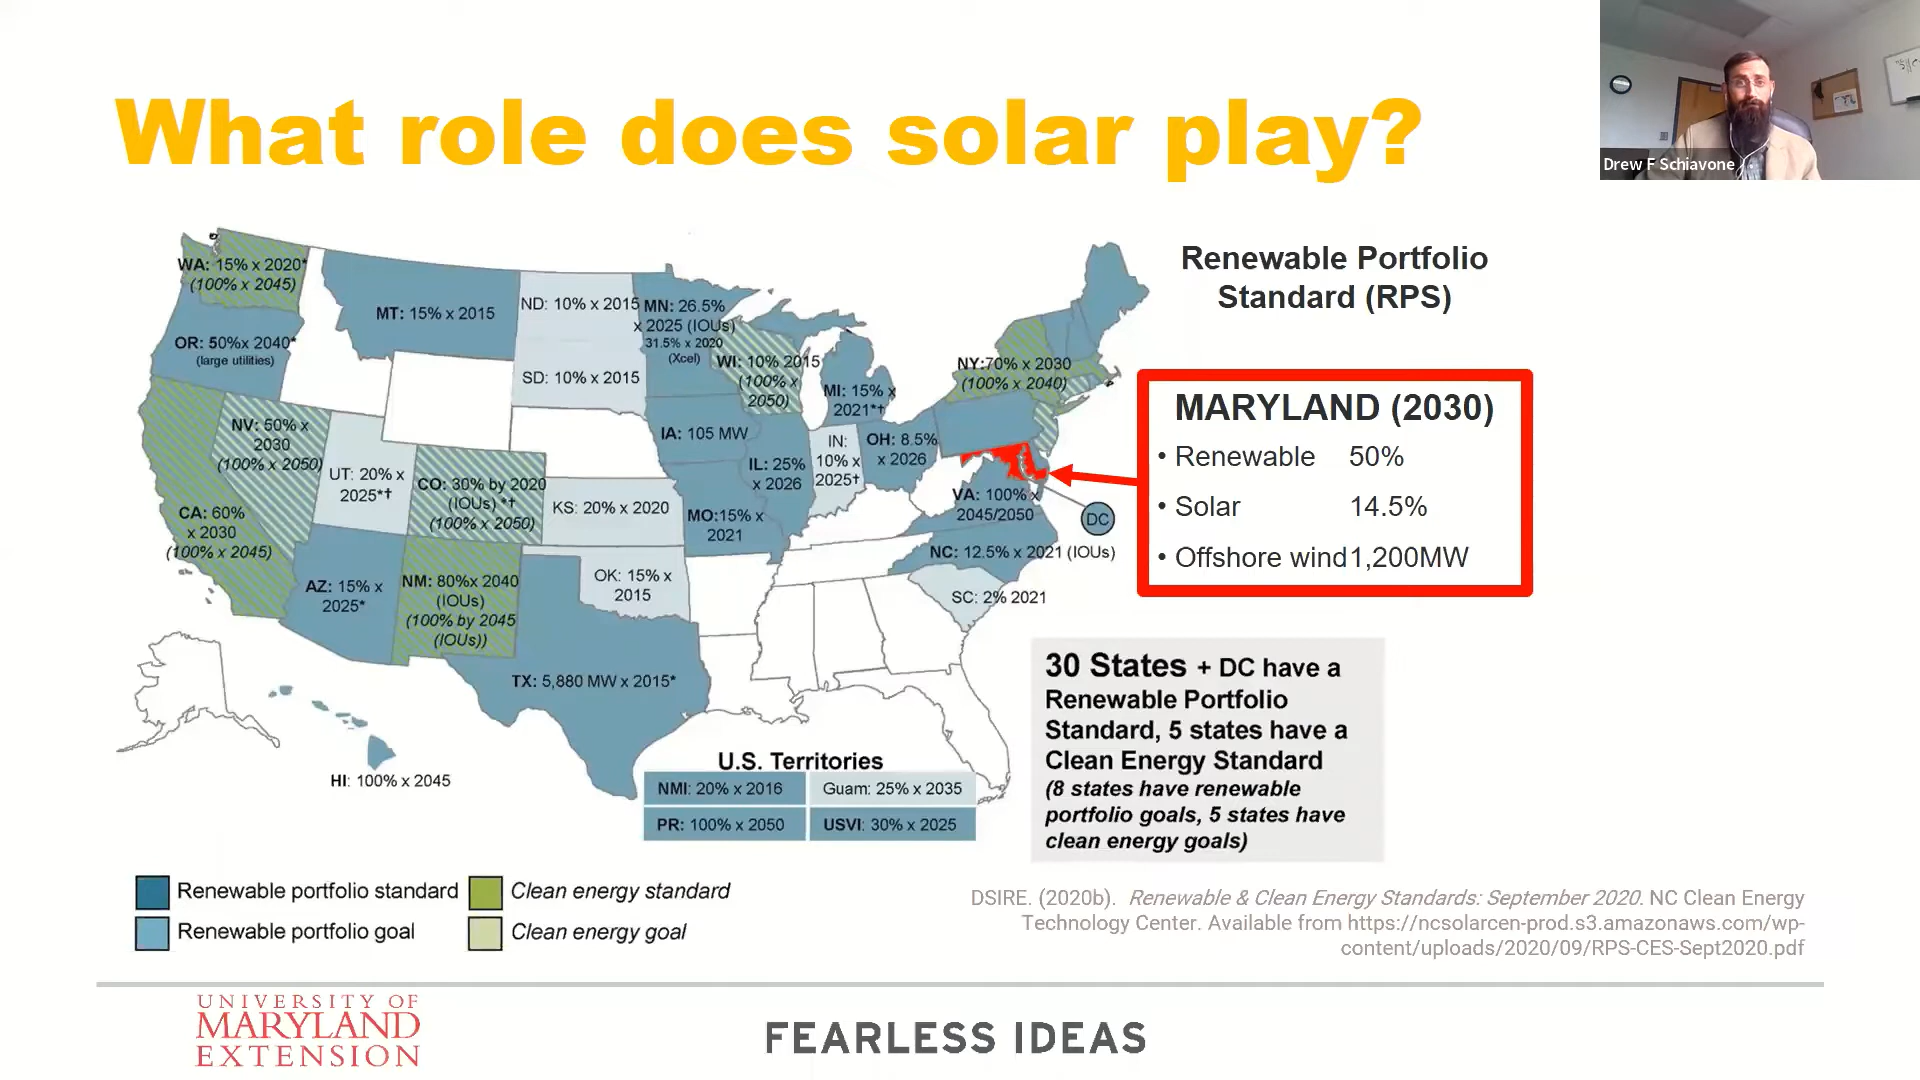 What role does solar play?
Drew F Schiavone
Renewable Portfolio
Standard (RPS)
WA: 15% x 2020*
(100% x 2045)
MT: 15% x 2015
ND: 10% x 2015
MN: 26.5%
x 2025 (IOUs)
31.5% x 2020
(Xcel)
OR: 50%x 2040*
(large utilities)
SD: 10% x 2015
WI: 10% 2015
(100% x
2050)
MI: 15% x
2021*†
NY:70% x 2030
(100% x 2040)
MARYLAND (2030)
• Renewable 50%
• Solar 14.5%
• Offshore wind1,200MW
NV: 50% x
2030
(100% x 2050)
UT: 20% x
2025*†
CO: 30% by 2020
(IOUs) *†
(100% x 2050)
KS: 20% x 2020
IA: 105 MW
IL: 25%
x 2026
IN:
10% x
2025†
OH: 8.5%
x 2026
MO:15% x
2021
VA: 100% x
2045/2050
DC
CA: 60%
x 2030
(100% x 2045)
AZ: 15% x
2025*
NM: 80%x 2040
(IOUs)
(100% by 2045
(IOUs))
OK: 15% x
2015
NC: 12.5% x 2021 (IOUs)
SC: 2% 2021
TX: 5,880 MW x 2015*
HI: 100% x 2045
U.S. Territories
NMI: 20% x 2016
Guam: 25% x 2035
PR: 100% x 2050
USVI: 30% x 2025
30 States + DC have a
Renewable Portfolio
Standard, 5 states have a
Clean Energy Standard
(8 states have renewable
portfolio goals, 5 states have
clean energy goals)
Renewable portfolio standard
Clean energy standard
Renewable portfolio goal
Clean energy goal
DSIRE. (2020b). Renewable & Clean Energy Standards: September 2020. NC Clean Energy
Technology Center. Available from https://ncsolarcen-prod.s3.amazonaws.com/wp-
content/uploads/2020/09/RPS-CES-Sept2020.pdf
UNIVERSITY OF
MARYLAND
EXTENSION
FEARLESS IDEAS